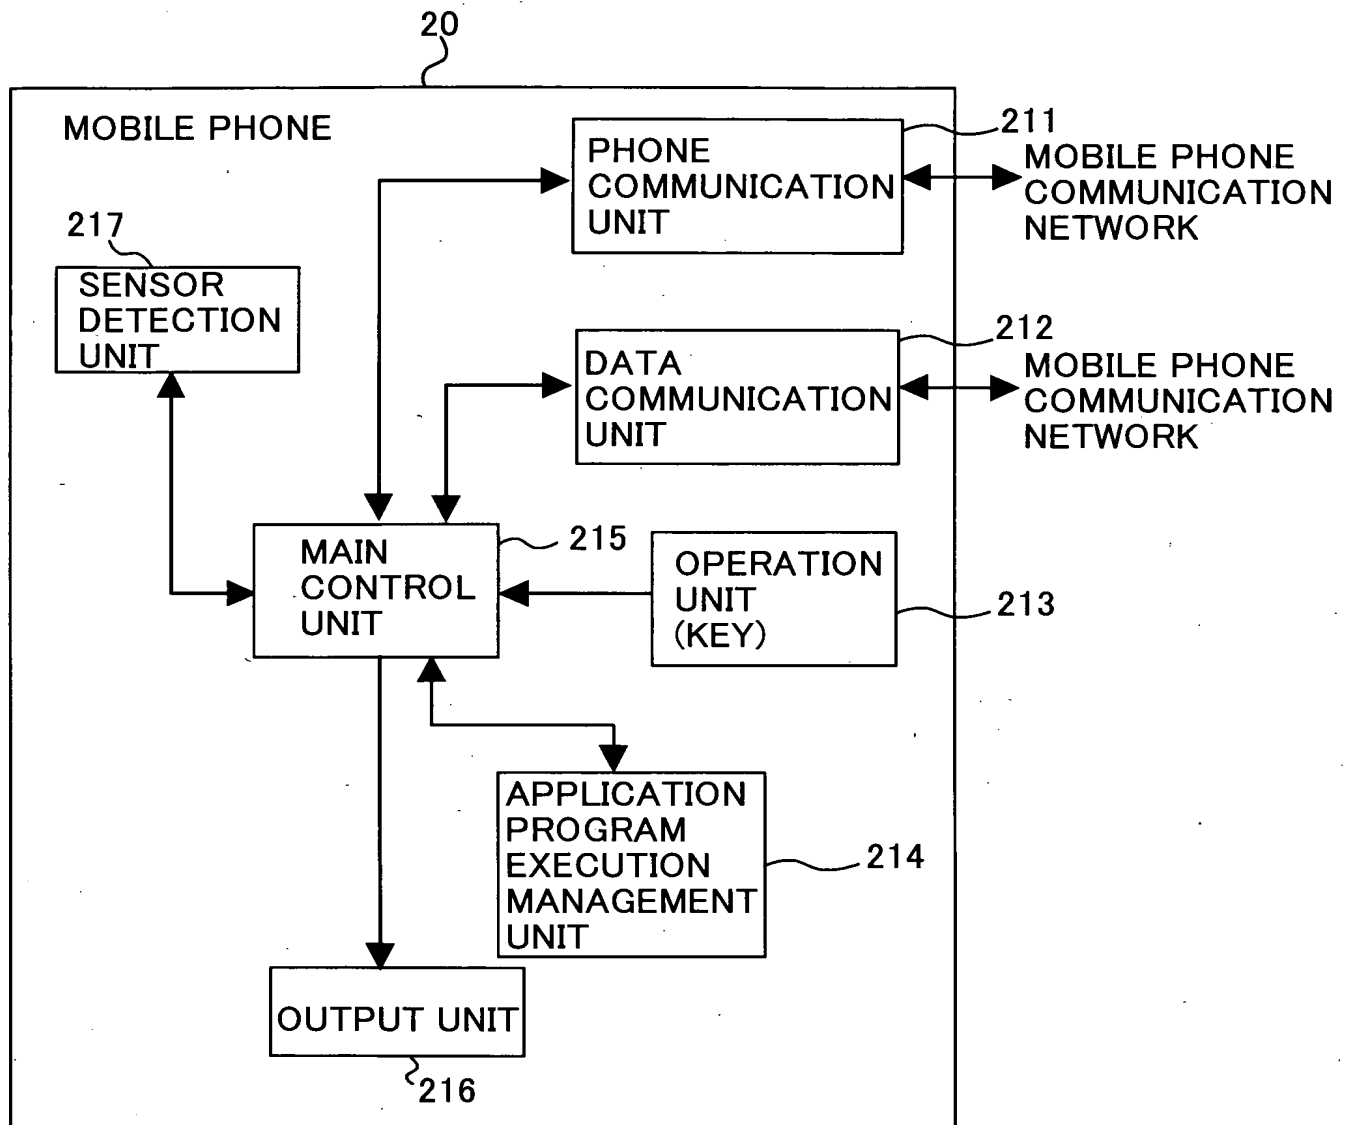 20
MOBILE PHONE
PHONE
COMMUNICATION
UNIT
211
MOBILE PHONE
COMMUNICATION
NETWORK
217
SENSOR
DETECTION
UNIT
DATA
COMMUNICATION
UNIT
212
MOBILE PHONE
COMMUNICATION
NETWORK
MAIN
CONTROL
UNIT
215
OPERATION
UNIT
(KEY)
213
APPLICATION
PROGRAM
EXECUTION
MANAGEMENT
UNIT
214
OUTPUT UNIT
216